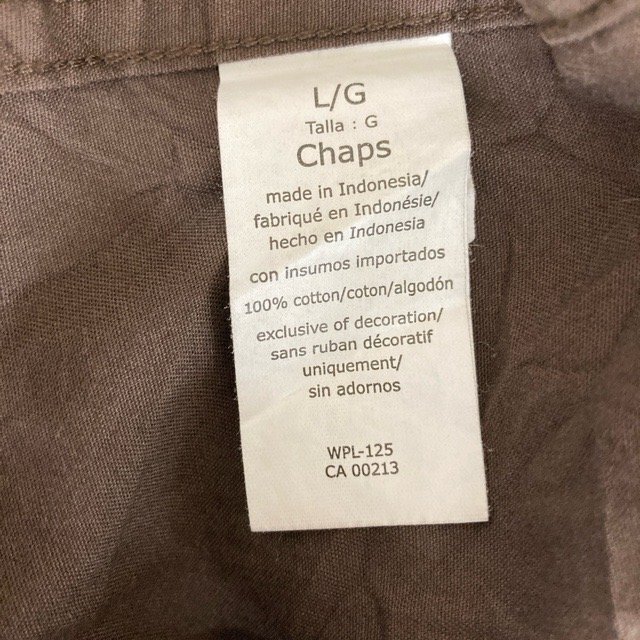 L/G
Talla : G
Chaps
made in Indonesia/
fabriqué en Indonésie/
hecho en Indonesia
con insumos importados
100% cotton/coton/algodón
exclusive of decoration/
sans ruban décoratif
uniquement/
sin adornos
WPL-125
CA 00213